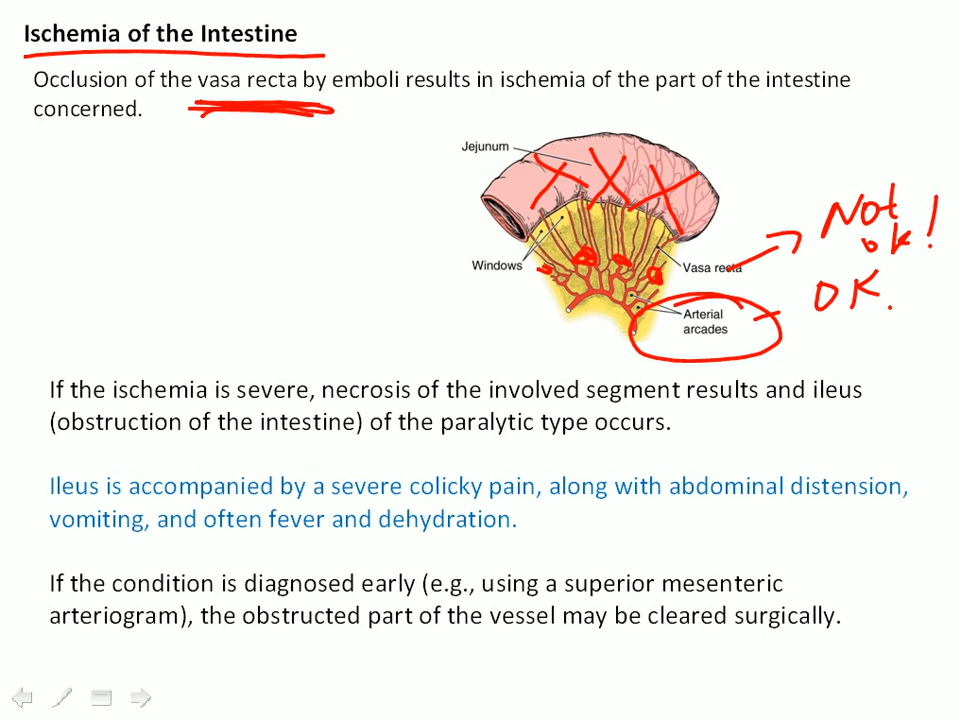 Ischemia of the Intestine
Occlusion of the vasa recta by emboli results in ischemia of the part of the intestine
concerned.
Jejunum
Windows
Vasa recta
Arterial
arcades
Not
ok!
OK.
If the ischemia is severe, necrosis of the involved segment results and ileus
(obstruction of the intestine) of the paralytic type occurs.
Ileus is accompanied by a severe colicky pain, along with abdominal distension,
vomiting, and often fever and dehydration.
If the condition is diagnosed early (e.g., using a superior mesenteric
arteriogram), the obstructed part of the vessel may be cleared surgically.